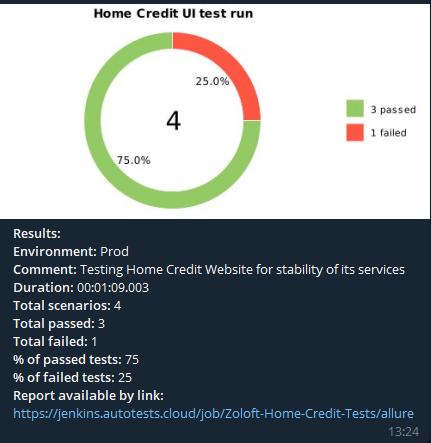 Home Credit UI test run
25.0%
4
75.0%
3 passed
1 failed
Results:
Environment: Prod
Comment: Testing Home Credit Website for stability of its services
Duration: 00:01:09.003
Total scenarios: 4
Total passed: 3
Total failed: 1
% of passed tests: 75
% of failed tests: 25
Report available by link:
https://jenkins.autotests.cloud/job/Zoloft-Home-Credit-Tests/allure
13:24